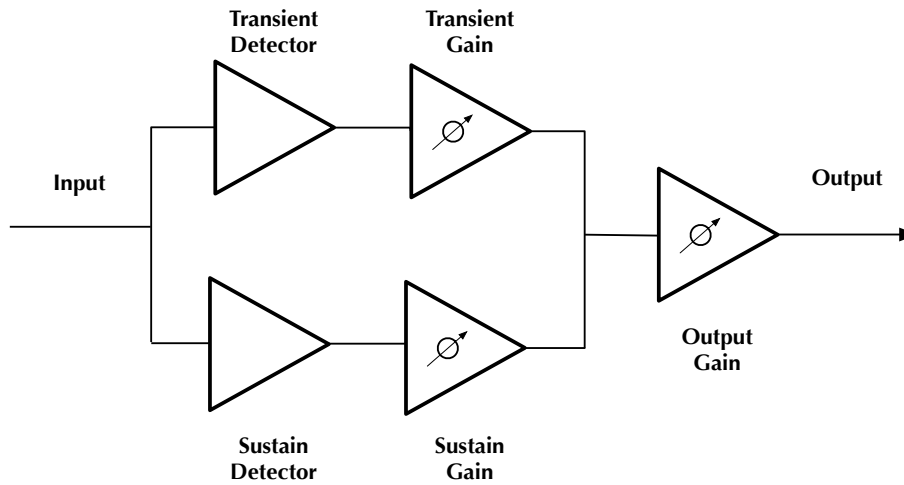 Transient
Detector
Transient
Gain
Input
Output
Output
Gain
Sustain
Detector
Sustain
Gain